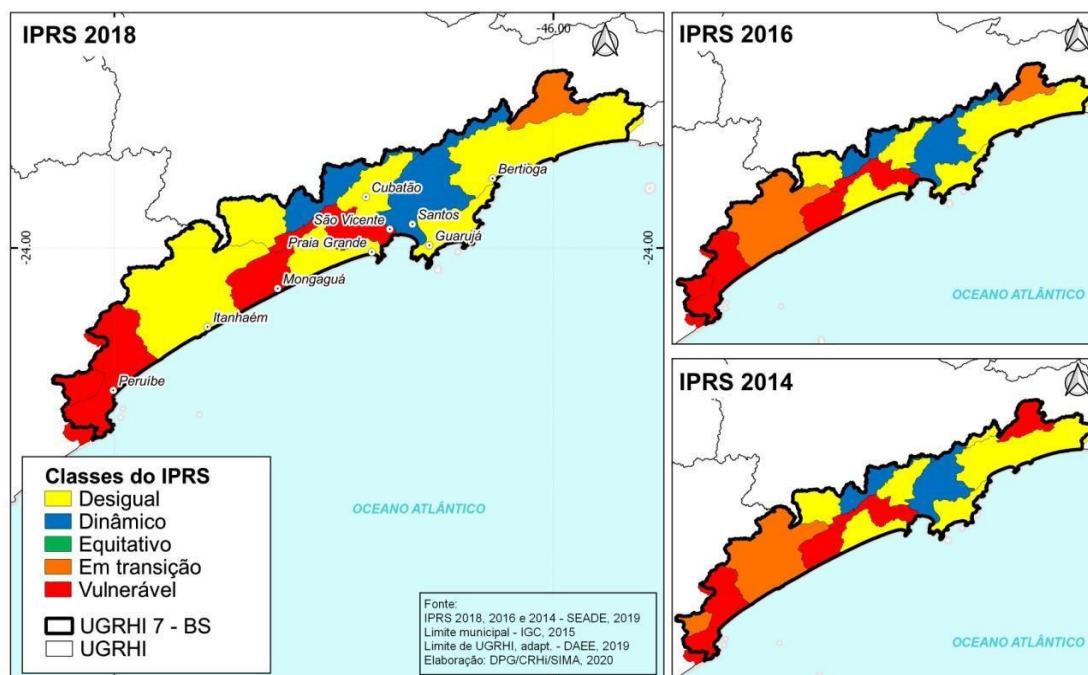 IPRS 2018
-46.00
-24.00
-24.00
Bertioga
Cubatão
São Vicente
Santos
Praia Grande
Guarujá
Mongaguá
Itanhaém
Peruíbe
OCEANO ATLÂNTICO
Classes do IPRS
Desigual
Dinâmico
Equitativo
Em transição
Vulnerável
UGRHI 7 - BS
UGRHI
Fonte:
IPRS 2018, 2016 e 2014 - SEADE, 2019
Limite municipal - IGC, 2015
Limite de UGRHI, adapt. - DAEE, 2019
Elaboração: DPG/CRHi/SIMA, 2020
IPRS 2016
OCEANO ATLÂNTICO
IPRS 2014
OCEANO ATLÂNTICO